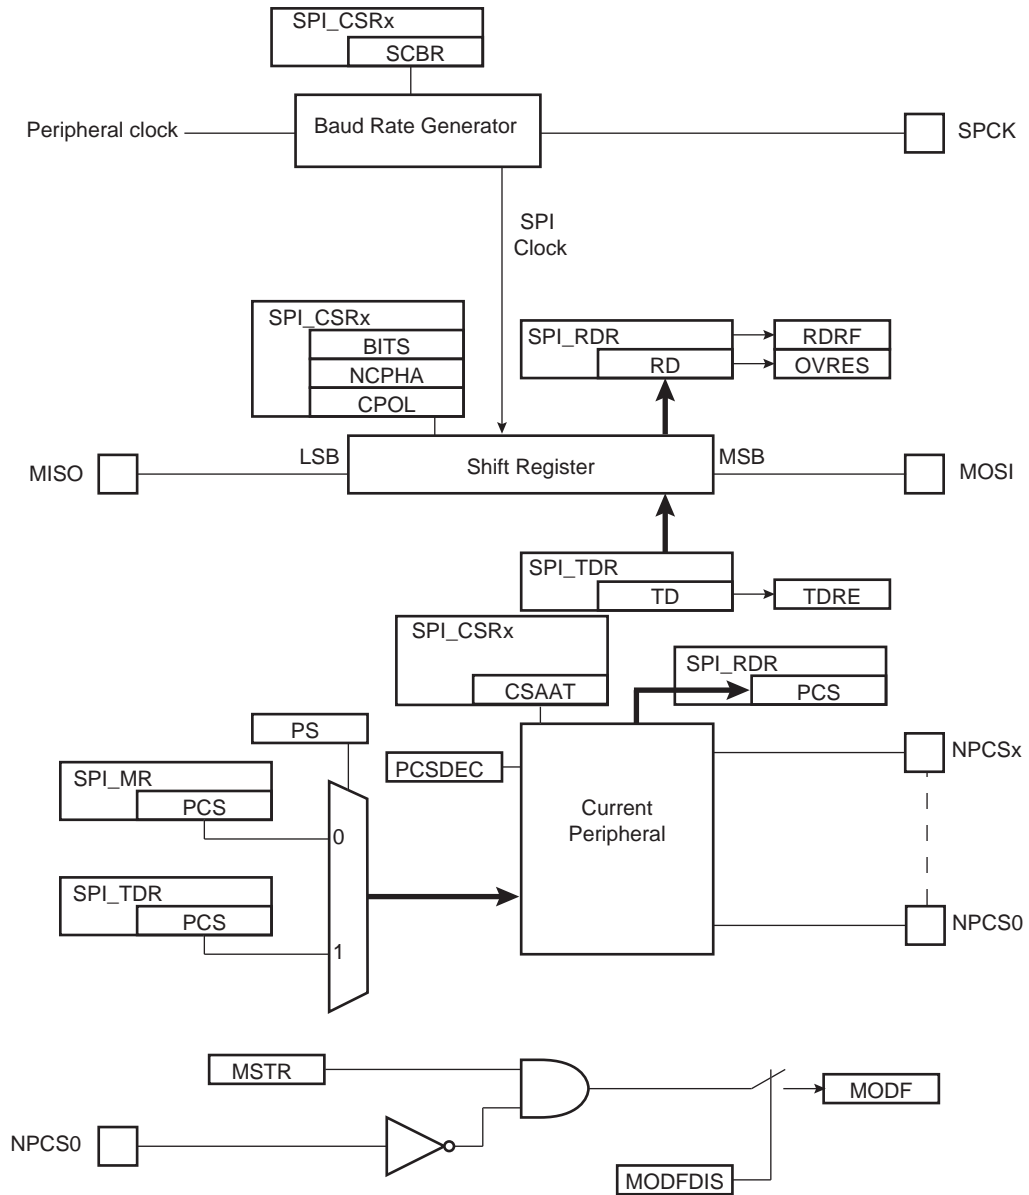 SPI_CSRx
SCBR
Peripheral clock
Baud Rate Generator
SPCK
SPI
Clock
SPI_CSRx
BITS
NCPHA
CPOL
SPI_RDR
RD
RDRF
OVRES
MISO
LSB
Shift Register
MSB
MOSI
SPI_TDR
TD
TDRE
SPI_CSRx
CSAAT
SPI_RDR
PCS
PS
PCSDEC
NPCSx
SPI_MR
PCS
0
Current
Peripheral
SPI_TDR
PCS
1
NPCS0
MSTR
MODF
NPCS0
MODFDIS